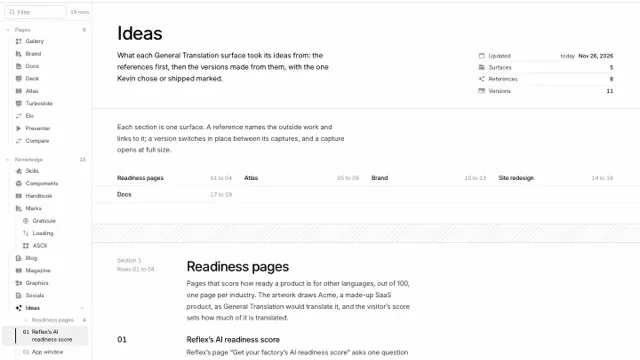 Filter
19 rows
Pages 9
Gallery
Brand
Docs
Deck
Atlas
Turboslide
Elo
Presenter
Compare
Knowledge 15
Skills
Components
Handbook
Marks
Graticule
Loading
ASCII
Blog
Magazine
Graphics
Socials
Ideas
Readiness pages 4
01 Reflex's AI
readiness score
02 App window
Ideas
What each General Translation surface took its ideas from: the
references first, then the versions made from them, with the one
Kevin chose or shipped marked.
Updated today Nov 26, 2026
Surfaces 5
References 8
Versions 11
Each section is one surface. A reference names the outside work and
links to it; a version switches in place between its captures, and a capture
opens at full size.
Readiness pages 01 to 04 Atlas 05 to 09 Brand 10 to 13 Site redesign 14 to 16
Docs 17 to 19
Section 1
Rows 01 to 04
Readiness pages
Pages that score how ready a product is for other languages, out of 100,
one page per industry. The artwork draws Acme, a made-up SaaS
product, as General Translation would translate it, and the visitor's score
sets how much of it is translated.
01 Reflex's AI readiness score
Reflex's page "Get your factory's AI readiness score" asks one question